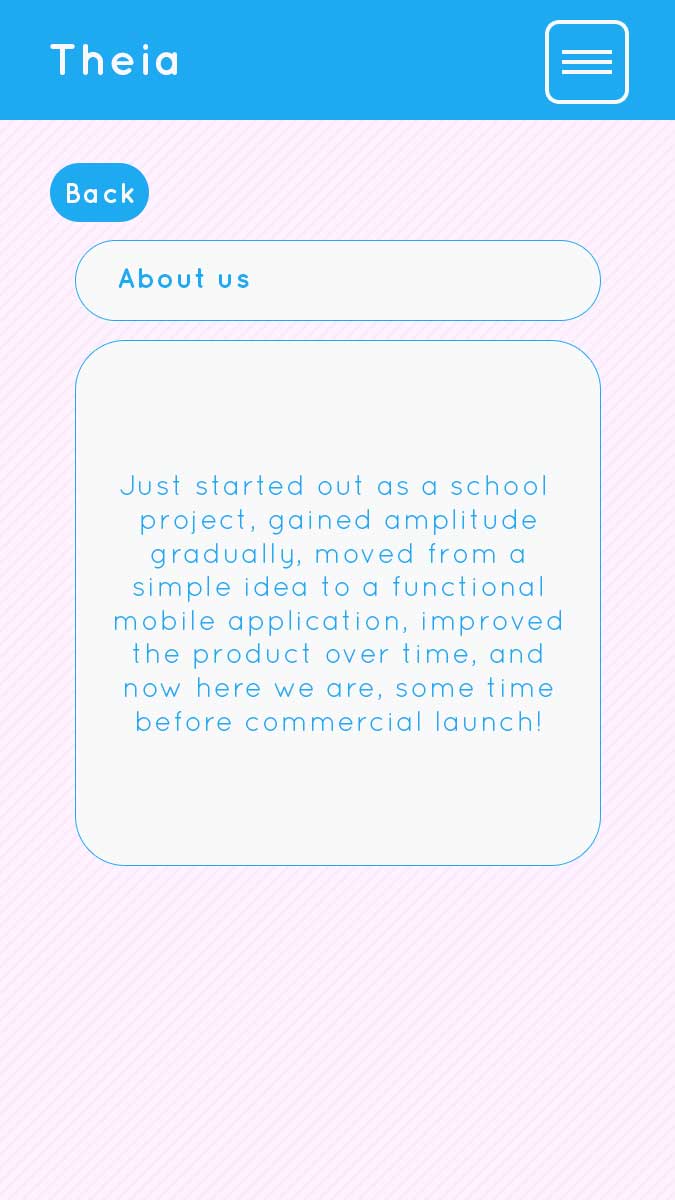 Theia
Back
About us
Just started out as a school
project, gained amplitude
gradually, moved from a
simple idea to a functional
mobile application, improved
the product over time, and
now here we are, some time
before commercial launch!